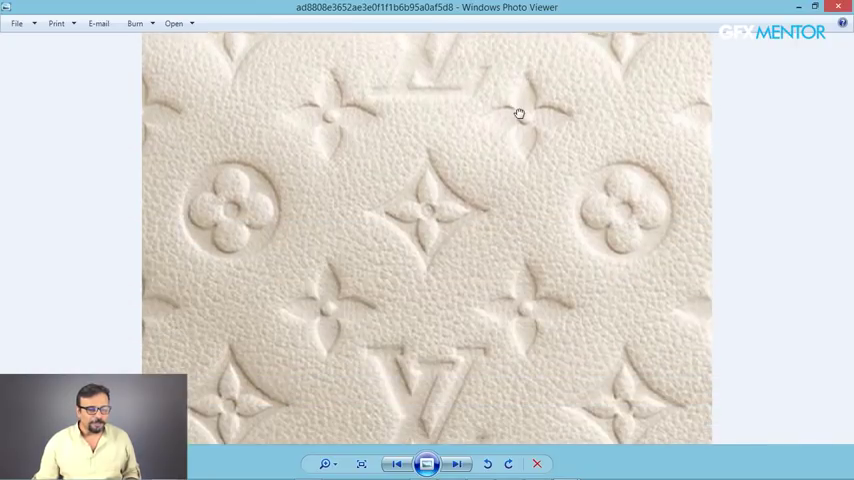 ad8808e3652ae3e0f1f1b6b95a0af5d8 - Windows Photo Viewer
File Print E-mail Burn Open
GFXMENTOR
LV